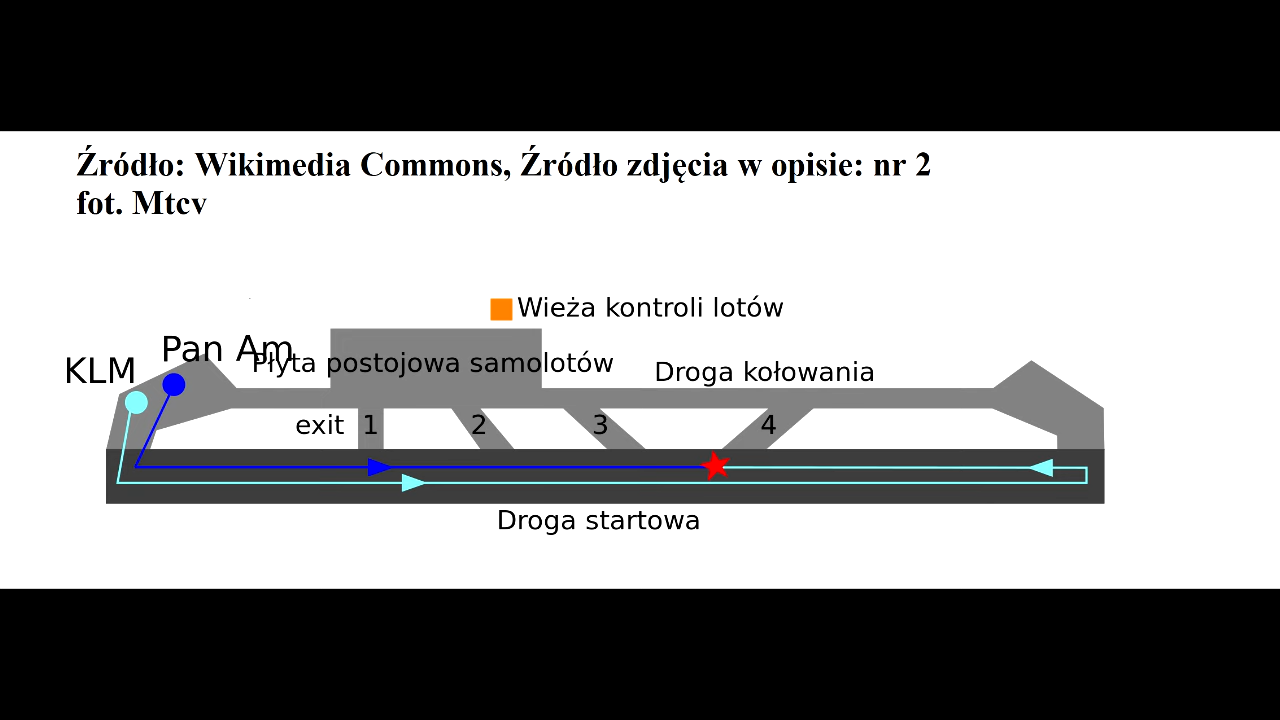 Źródło: Wikimedia Commons, Źródło zdjęcia w opisie: nr 2
fot. Mtcv
Wieża kontroli lotów
Pan Am
KLM
Płyta postojowa samolotów
Droga kołowania
exit 1 2 3 4
Droga startowa